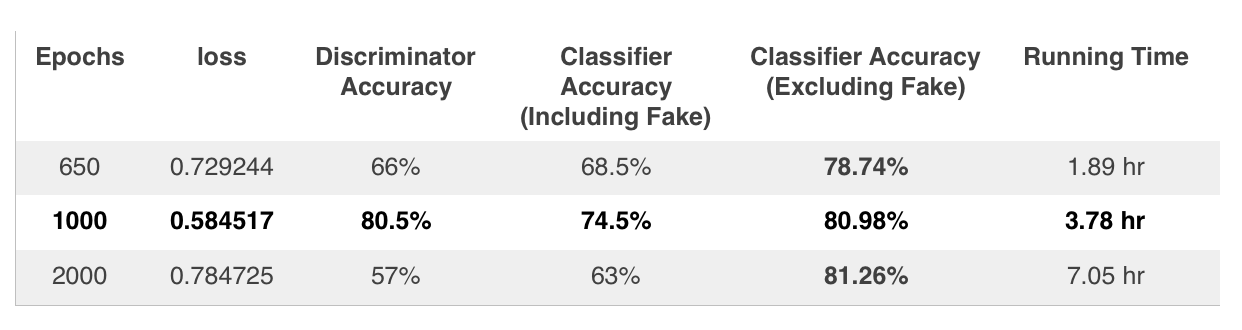 Epochs loss Discriminator Accuracy Classifier Accuracy (Including Fake) Classifier Accuracy (Excluding Fake) Running Time
650 0.729244 66% 68.5% 78.74% 1.89 hr
1000 0.584517 80.5% 74.5% 80.98% 3.78 hr
2000 0.784725 57% 63% 81.26% 7.05 hr